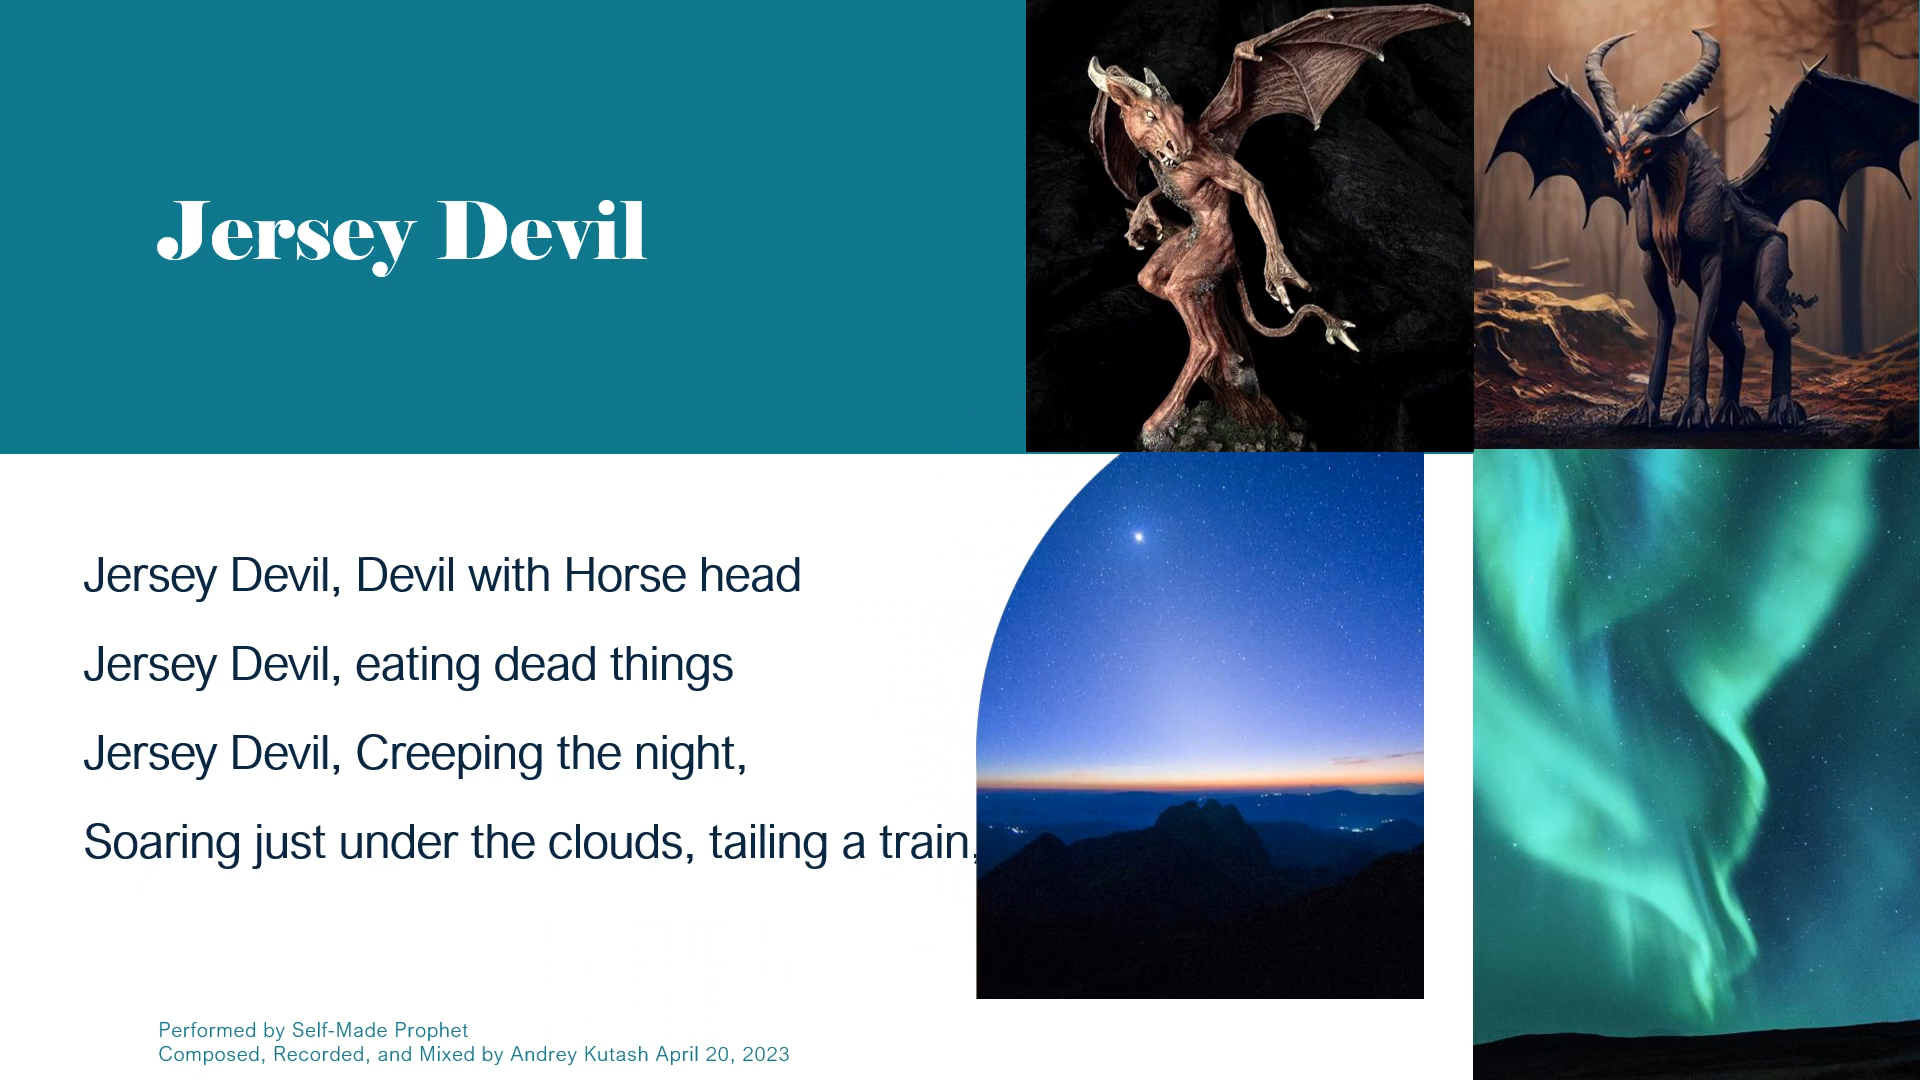 Jersey Devil
Jersey Devil, Devil with Horse head
Jersey Devil, eating dead things
Jersey Devil, Creeping the night,
Soaring just under the clouds, tailing a train,
Performed by Self-Made Prophet
Composed, Recorded, and Mixed by Andrey Kutash April 20, 2023